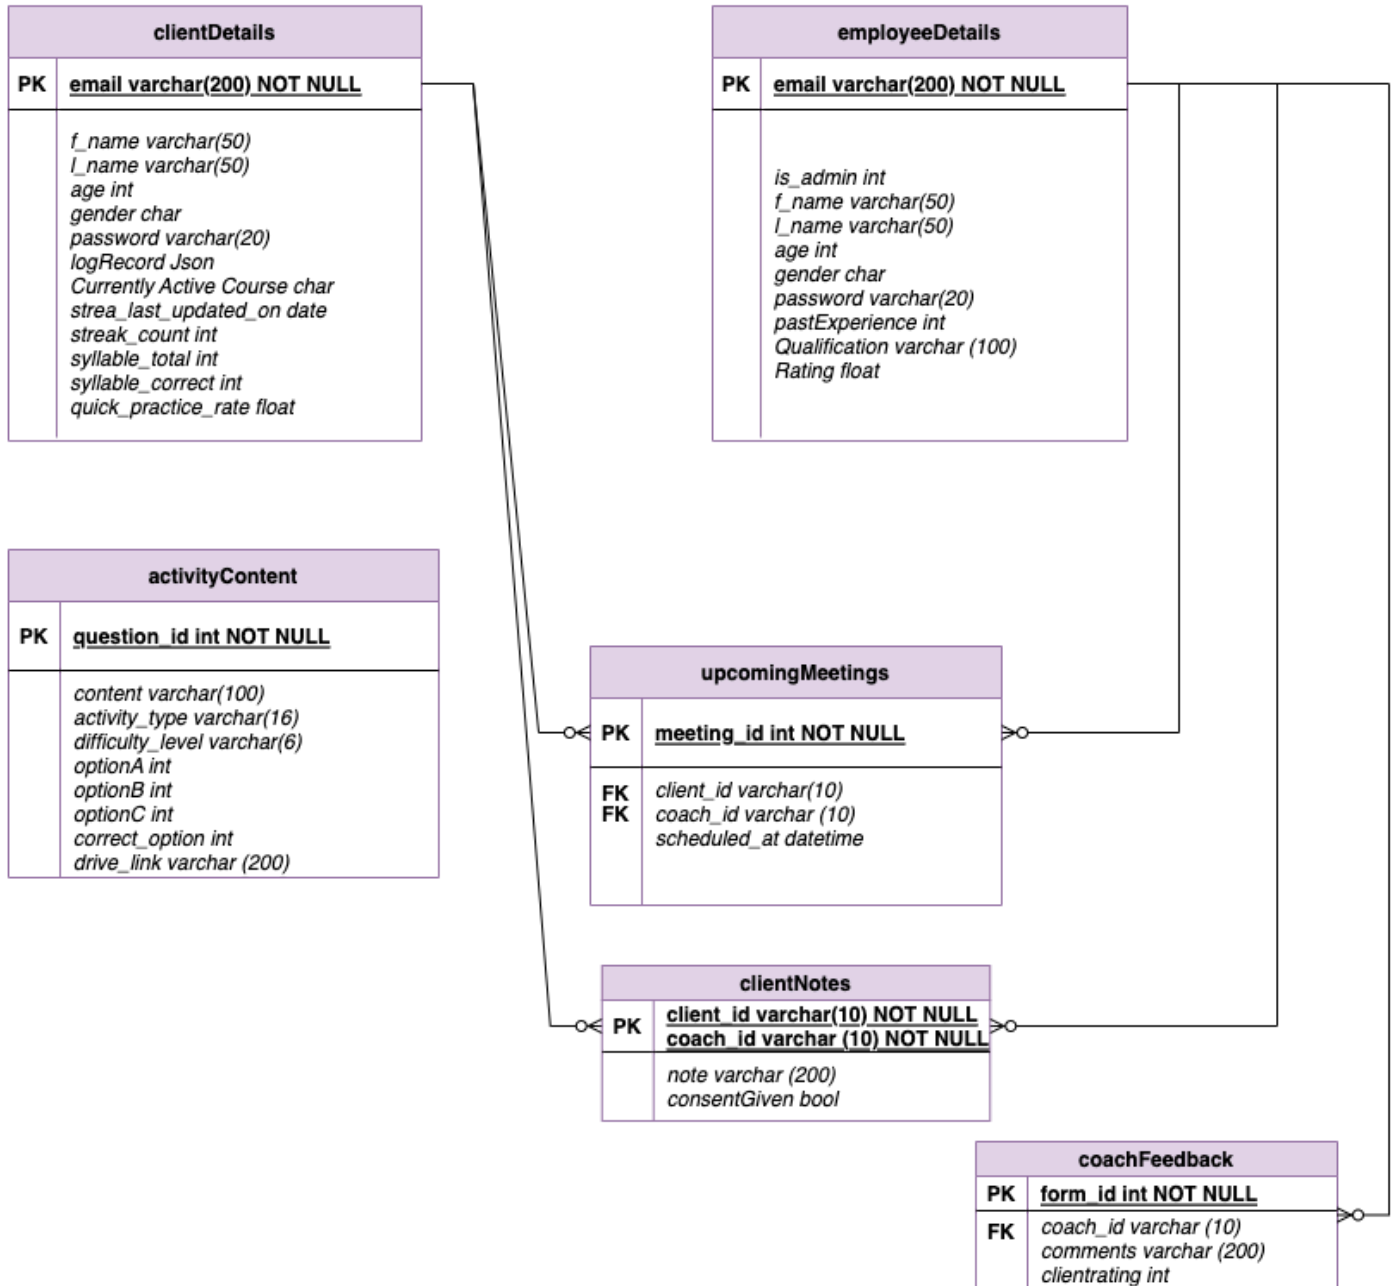 clientDetails
PK email varchar(200) NOT NULL
f_name varchar(50)
l_name varchar(50)
age int
gender char
password varchar(20)
logRecord Json
Currently Active Course char
strea_last_updated_on date
streak_count int
syllable_total int
syllable_correct int
quick_practice_rate float
employeeDetails
PK email varchar(200) NOT NULL
is_admin int
f_name varchar(50)
l_name varchar(50)
age int
gender char
password varchar(20)
pastExperience int
Qualification varchar (100)
Rating float
activityContent
PK question_id int NOT NULL
content varchar(100)
activity_type varchar(16)
difficulty_level varchar(6)
optionA int
optionB int
optionC int
correct_option int
drive_link varchar (200)
upcomingMeetings
PK meeting_id int NOT NULL
FK client_id varchar(10)
FK coach_id varchar (10)
scheduled_at datetime
clientNotes
PK client_id varchar(10) NOT NULL
coach_id varchar (10) NOT NULL
note varchar (200)
consentGiven bool
coachFeedback
PK form_id int NOT NULL
FK coach_id varchar (10)
comments varchar (200)
clientrating int